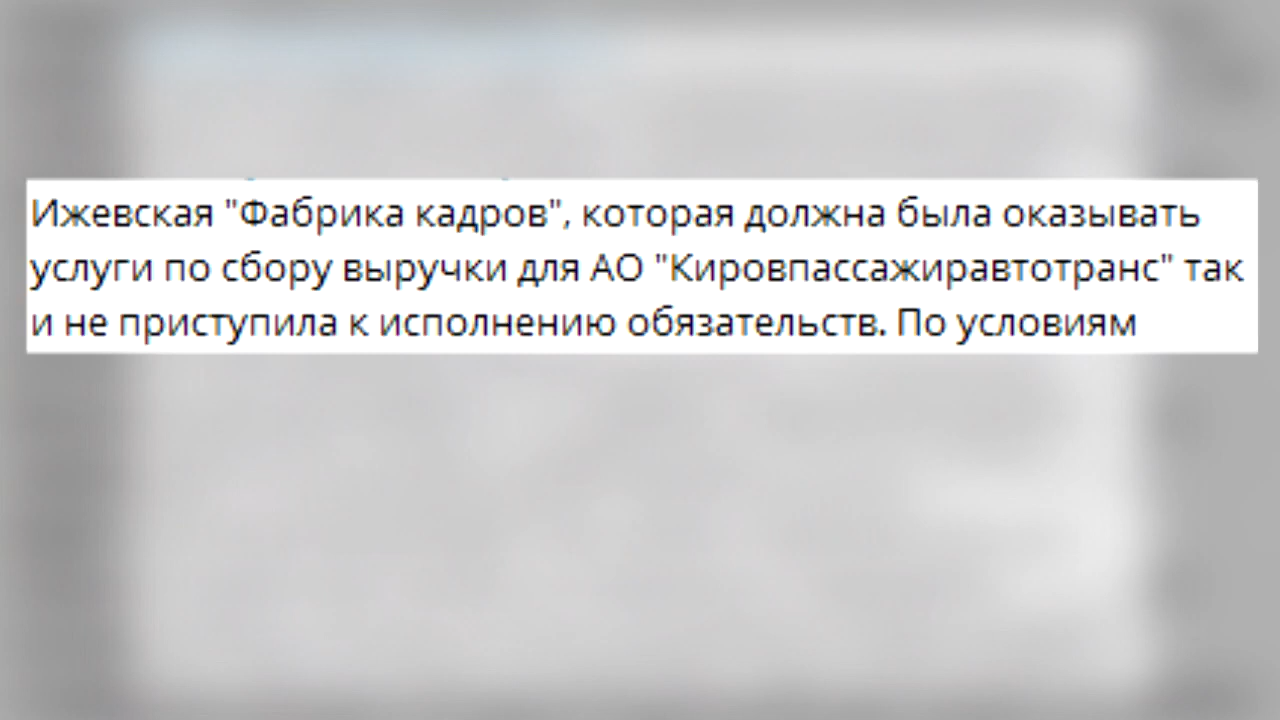 Ижевская "Фабрика кадров", которая должна была оказывать
услуги по сбору выручки для АО "Кировпассажиравтотранс" так
и не приступила к исполнению обязательств. По условиям